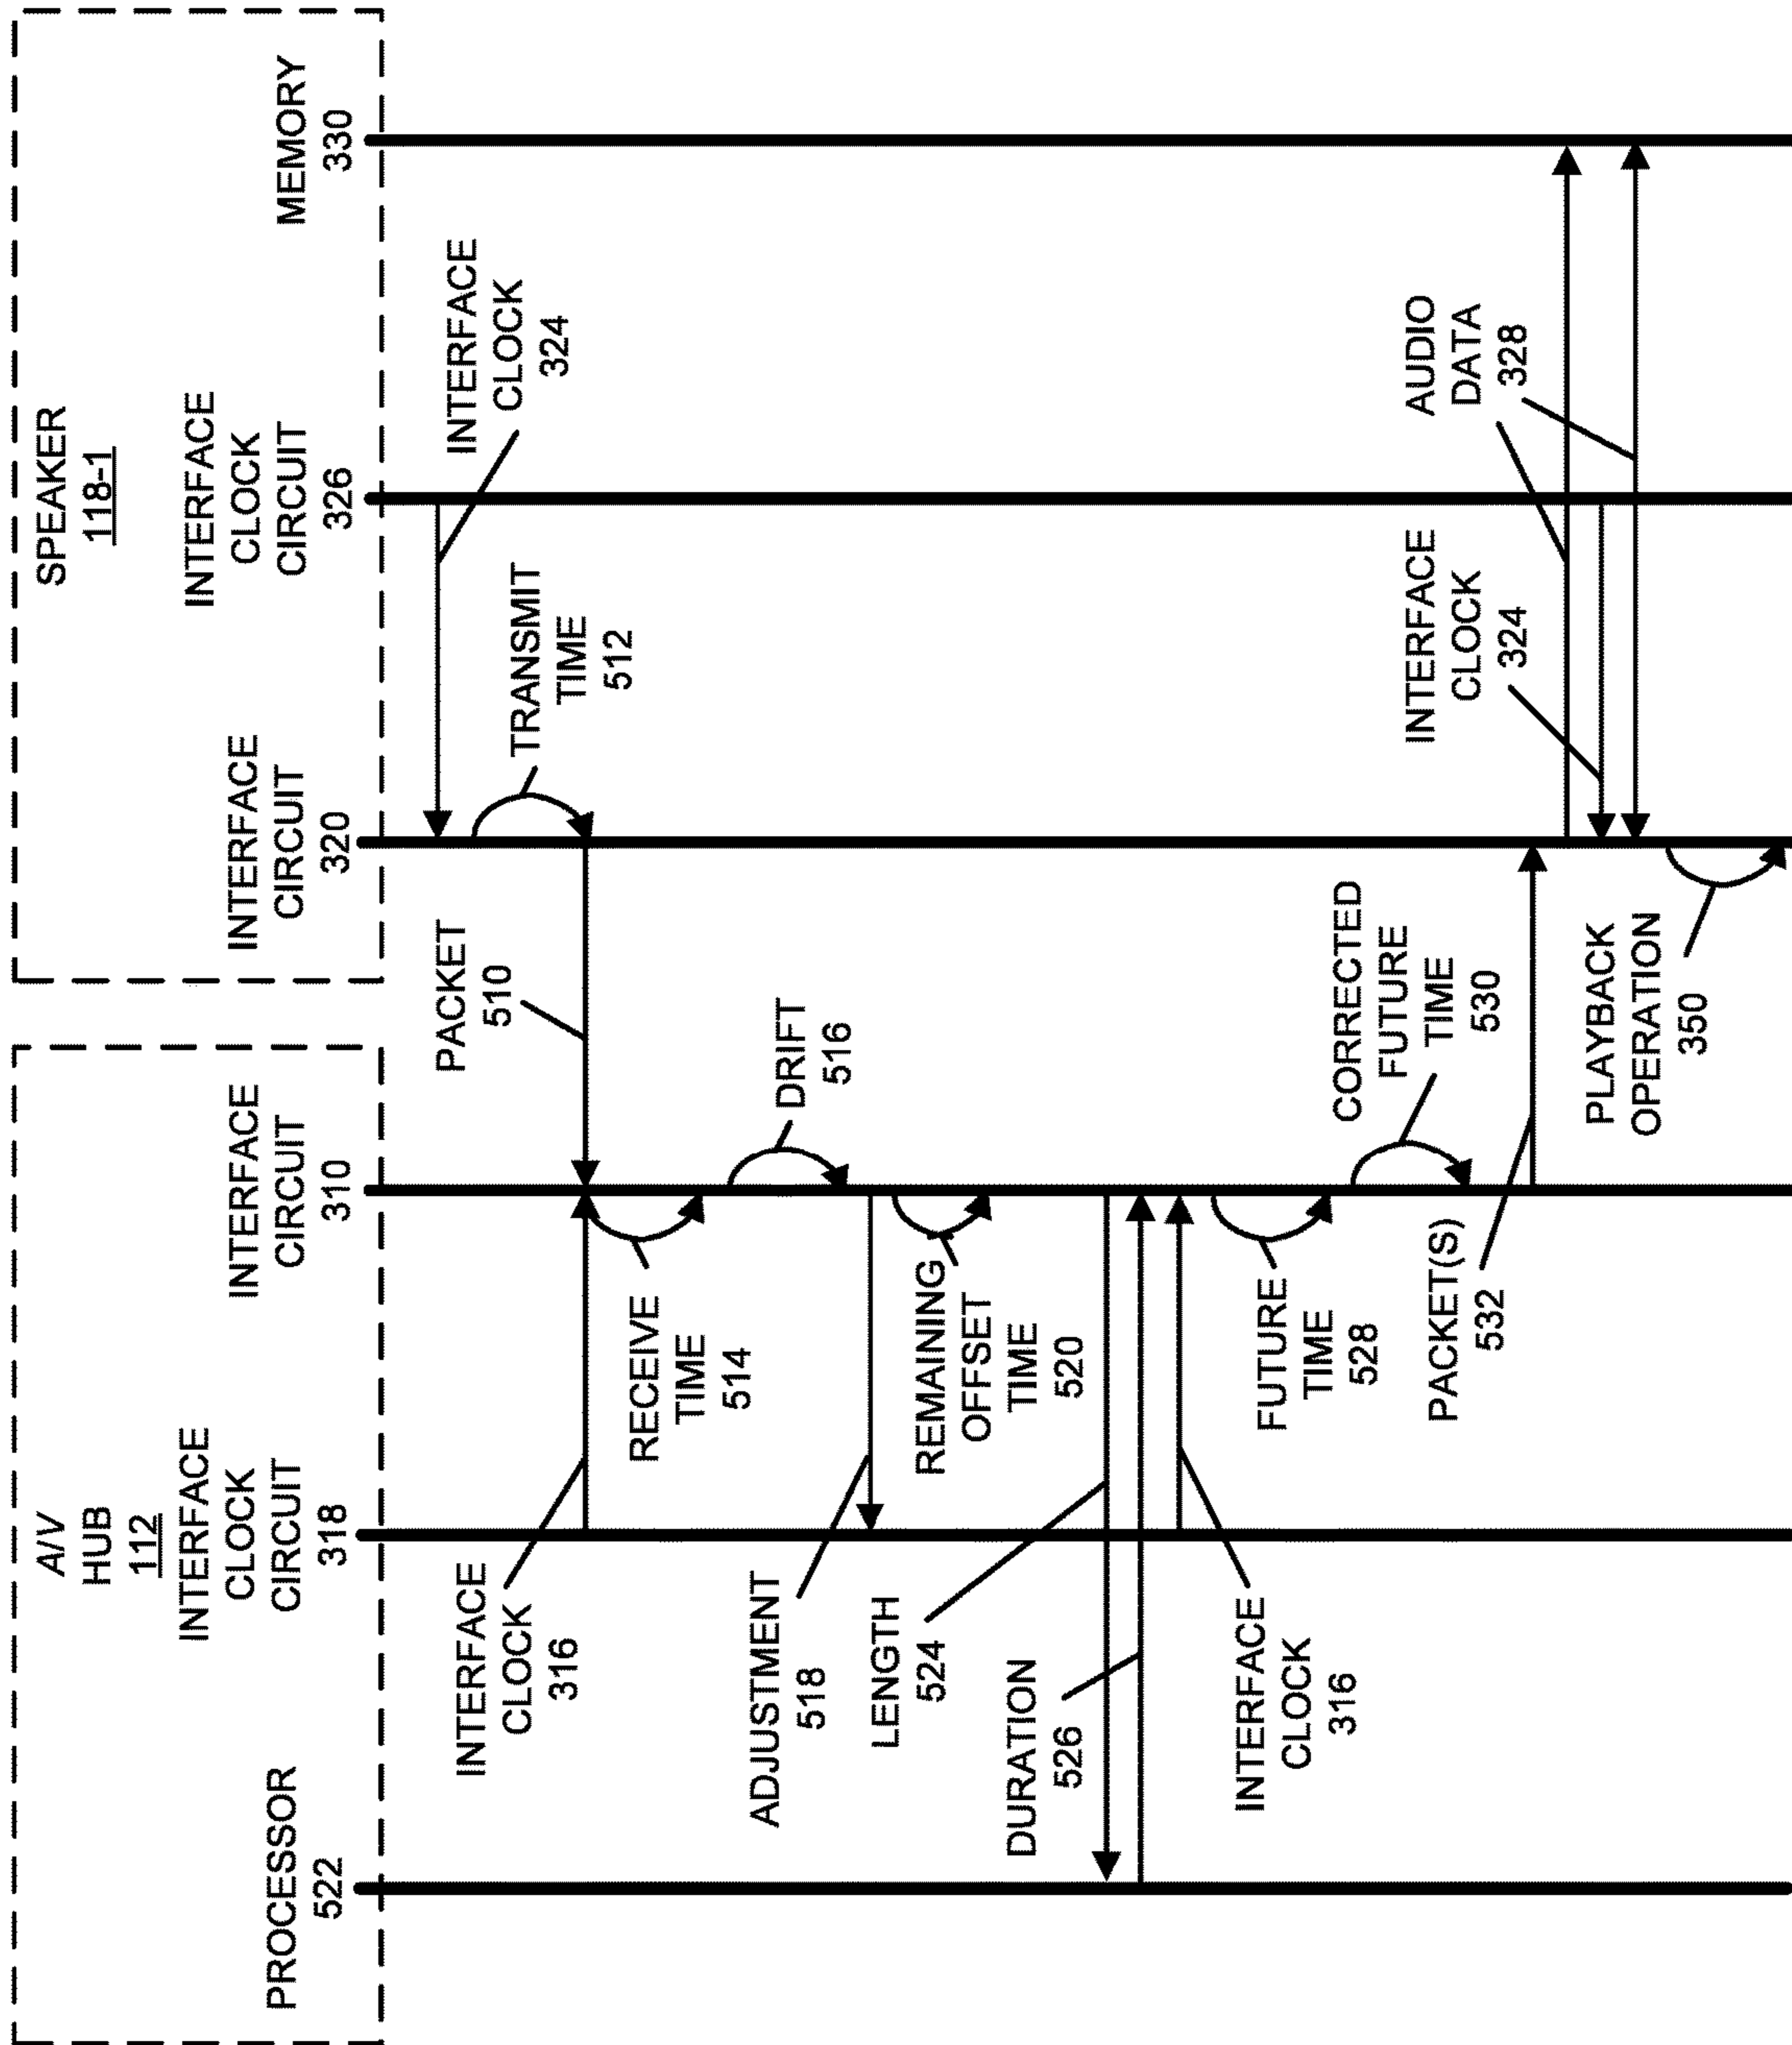 A/V
HUB
112
PROCESSOR
522
INTERFACE
CLOCK
CIRCUIT
318
INTERFACE
CIRCUIT
310
SPEAKER
118-1
INTERFACE
CIRCUIT
320
INTERFACE
CLOCK
CIRCUIT
326
MEMORY
330
INTERFACE
CLOCK
324
TRANSMIT
TIME
512
PACKET
510
INTERFACE
CLOCK
316
RECEIVE
TIME
514
DRIFT
516
ADJUSTMENT
518
REMAINING
OFFSET
TIME
520
LENGTH
524
DURATION
526
INTERFACE
CLOCK
316
FUTURE
TIME
528
CORRECTED
FUTURE
TIME
530
PACKET(S)
532
AUDIO
DATA
328
INTERFACE
CLOCK
324
PLAYBACK
OPERATION
350